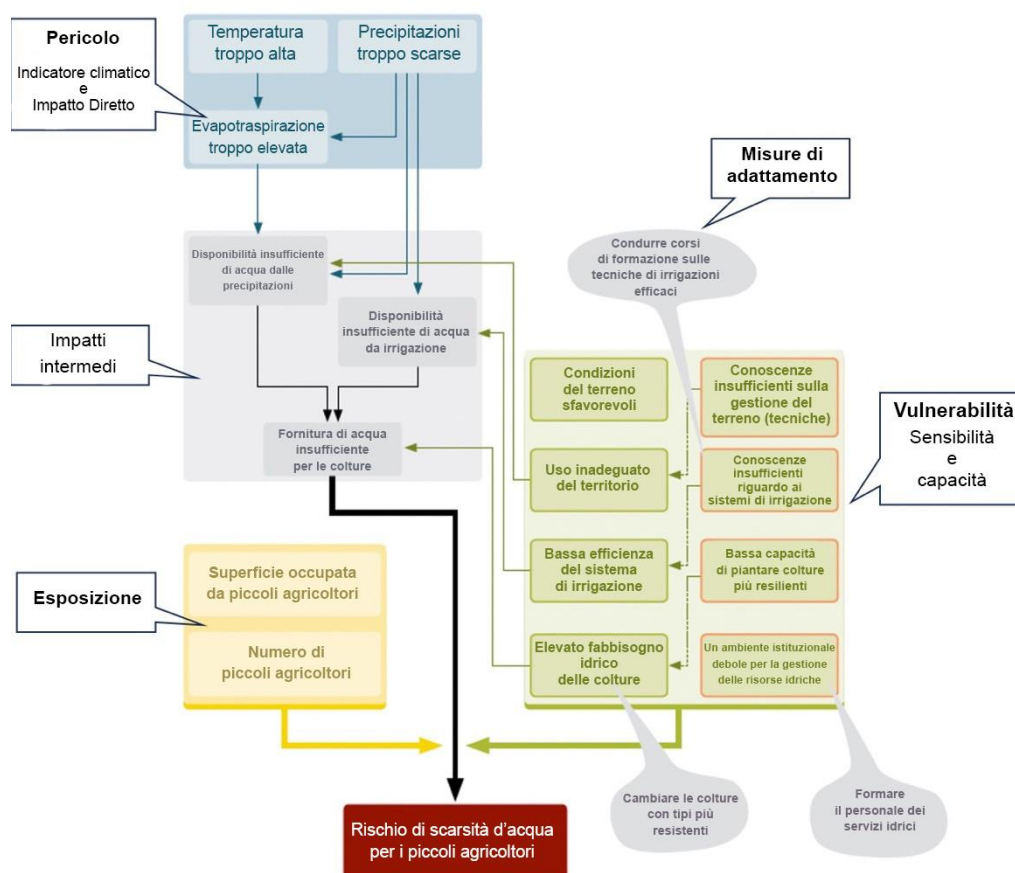 Pericolo
Indicatore climatico
e
Impatto Diretto
Temperatura
troppo alta
Precipitazioni
troppo scarse
Evapotraspirazione
troppo elevata
Misure di
adattamento
Condurre corsi
di formazione sulle
tecniche di irrigazioni
efficaci
Disponibilità insufficiente
di acqua dalle
precipitazioni
Disponibilità
insufficiente di acqua
da irrigazione
Impatti
intermedi
Fornitura di acqua
insufficiente
per le colture
Condizioni
del terreno
sfavorevoli
Conoscenze
insufficienti sulla
gestione del
terreno (tecniche)
Uso inadeguato
del territorio
Conoscenze
insufficienti
riguardo ai
sistemi di irrigazione
Vulnerabilità
Sensibilità
e
capacità
Bassa efficienza
del sistema
di irrigazione
Bassa capacità
di piantare colture
più resilienti
Elevato fabbisogno
idrico
delle colture
Un ambiente istituzionale
debole per la gestione
delle risorse idriche
Esposizione
Superficie occupata
da piccoli agricoltori
Numero di
piccoli agricoltori
Cambiare le colture
con tipi più
resistenti
Formare
il personale dei
servizi idrici
Rischio di scarsità d'acqua
per i piccoli agricoltori